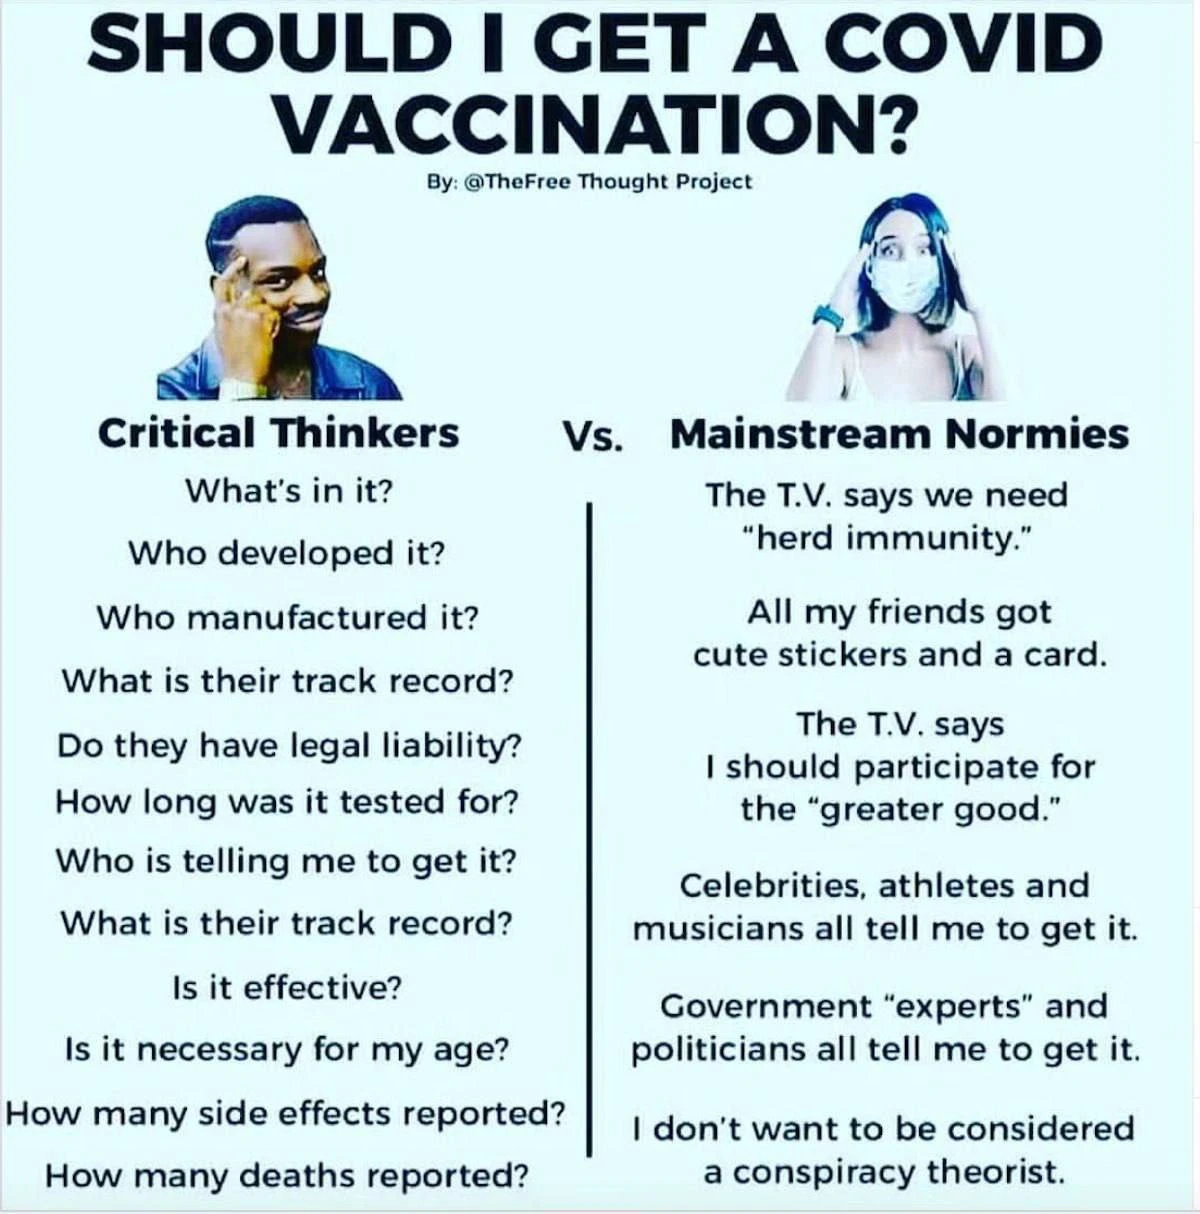 SHOULD I GET A COVID
VACCINATION?
By: @TheFree Thought Project
Critical Thinkers
Vs.
Mainstream Normies
What's in it?
Who developed it?
Who manufactured it?
What is their track record?
Do they have legal liability?
How long was it tested for?
Who is telling me to get it?
What is their track record?
Is it effective?
Is it necessary for my age?
How many side effects reported?
How many deaths reported?
The T.V. says we need
“herd immunity.”
All my friends got
cute stickers and a card.
The T.V. says
I should participate for
the “greater good.”
Celebrities, athletes and
musicians all tell me to get it.
Government “experts” and
politicians all tell me to get it.
I don't want to be considered
a conspiracy theorist.